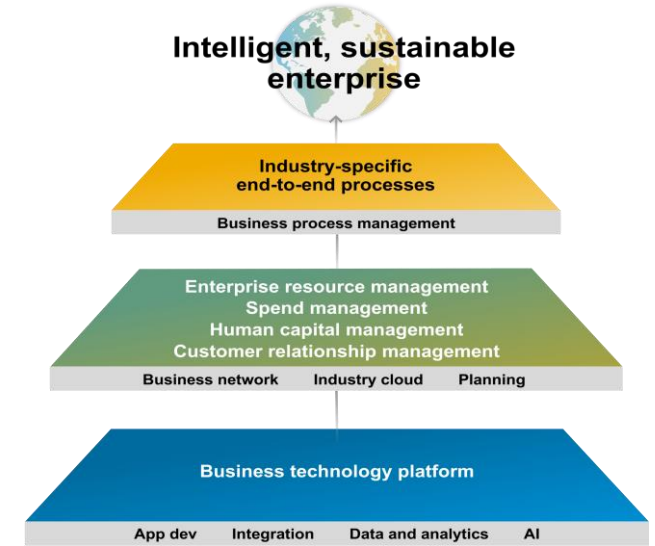 Intelligent, sustainable
enterprise
Industry-specific
end-to-end processes
Business process management
Enterprise resource management
Spend management
Human capital management
Customer relationship management
Business network Industry cloud Planning
Business technology platform
App dev Integration Data and analytics AI